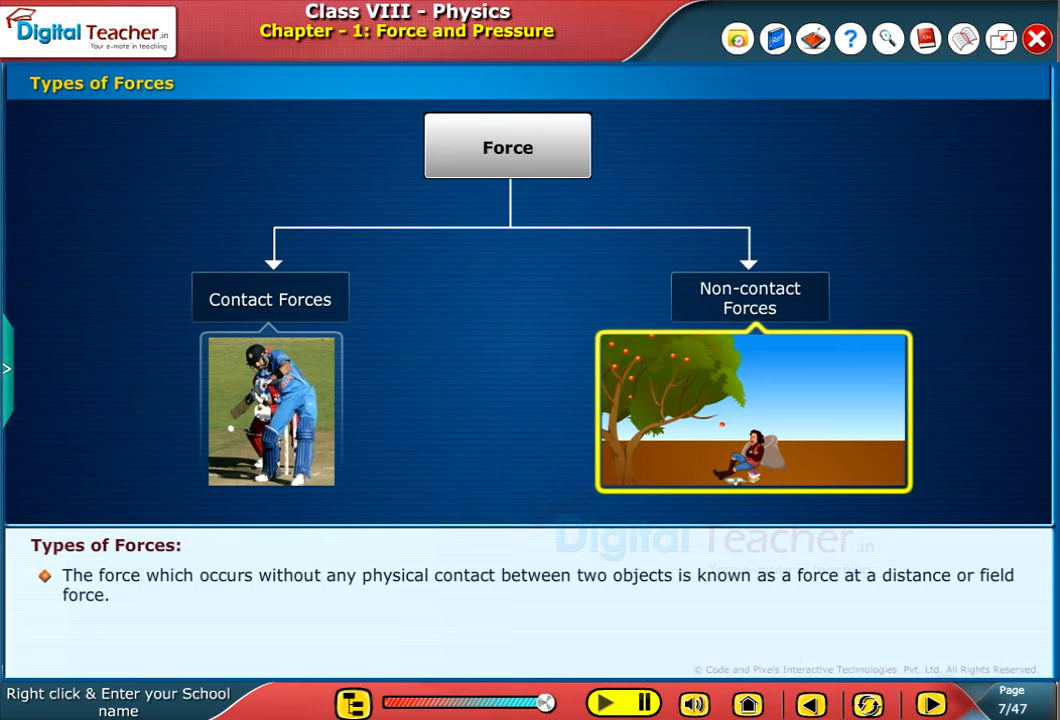 Digital Teacher.in
Your e-mate in teaching
Class VIII - Physics
Chapter - 1: Force and Pressure
Types of Forces
Force
Contact Forces
Non-contact
Forces
Digital Teacher.in
Types of Forces:
The force which occurs without any physical contact between two objects is known as a force at a distance or field
force.
© Code and Pixels Interactive Technologies Pvt. Ltd. All Rights Reserved.
Right click & Enter your School
name
Page
7/47